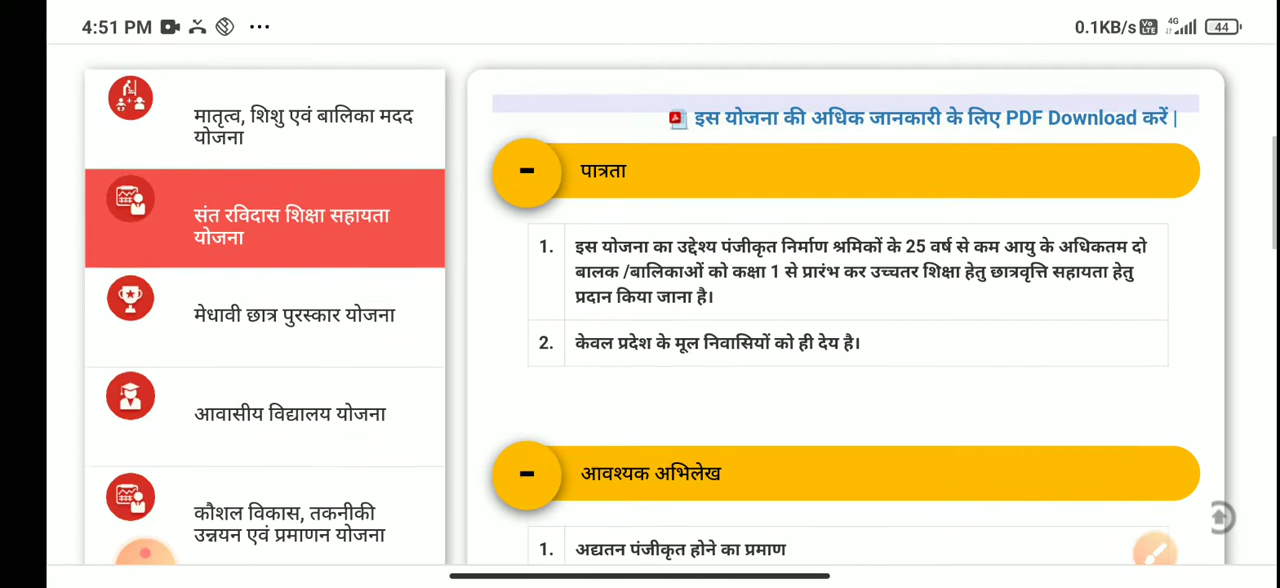 4:51 PM ...
0.1KB/s Vo LTE 4G 44
मातृत्व, शिशु एवं बालिका मदद
योजना
संत रविदास शिक्षा सहायता
योजना
मेधावी छात्र पुरस्कार योजना
आवासीय विद्यालय योजना
कौशल विकास, तकनीकी
उन्नयन एवं प्रमाणन योजना
इस योजना की अधिक जानकारी के लिए PDF Download करें |
पात्रता
1. इस योजना का उद्देश्य पंजीकृत निर्माण श्रमिकों के 25 वर्ष से कम आयु के अधिकतम दो
बालक /बालिकाओं को कक्षा 1 से प्रारंभ कर उच्चतर शिक्षा हेतु छात्रवृत्ति सहायता हेतु
प्रदान किया जाना है।
2. केवल प्रदेश के मूल निवासियों को ही देय है।
आवश्यक अभिलेख
1. अद्यतन पंजीकृत होने का प्रमाण